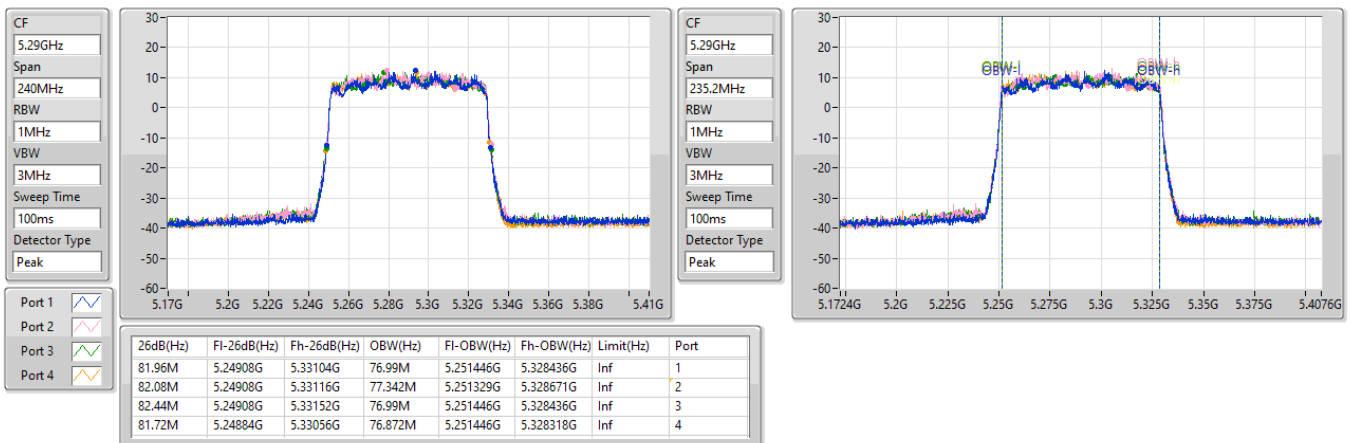 CF
5.29GHz
Span
240MHz
RBW
1MHz
VBW
3MHz
Sweep Time
100ms
Detector Type
Peak
30
20
10
0
-10
-20
-30
-40
-50
-60
5.17G 5.2G 5.22G 5.24G 5.26G 5.28G 5.3G 5.32G 5.34G 5.36G 5.38G 5.41G
CF
5.29GHz
Span
235.2MHz
RBW
1MHz
VBW
3MHz
Sweep Time
100ms
Detector Type
Peak
30
20
10
0
-10
-20
-30
-40
-50
-60
OBW-l OBW-h
5.1724G 5.2G 5.225G 5.25G 5.275G 5.3G 5.325G 5.35G 5.375G 5.4076G
Port 1
Port 2
Port 3
Port 4
26dB(Hz) Fl-26dB(Hz) Fh-26dB(Hz) OBW(Hz) Fl-OBW(Hz) Fh-OBW(Hz) Limit(Hz) Port
81.96M 5.24908G 5.33104G 76.99M 5.251446G 5.328436G Inf 1
82.08M 5.24908G 5.33116G 77.342M 5.251329G 5.328671G Inf 2
82.44M 5.24908G 5.33152G 76.99M 5.251446G 5.328436G Inf 3
81.72M 5.24884G 5.33056G 76.872M 5.251446G 5.328318G Inf 4